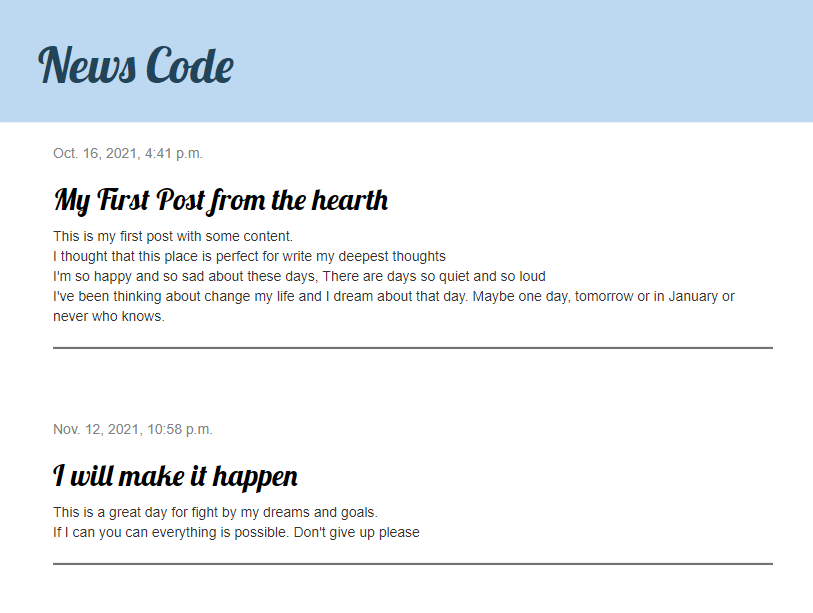 News Code
Oct. 16, 2021, 4:41 p.m.
My First Post from the hearth
This is my first post with some content.
I thought that this place is perfect for write my deepest thoughts
I'm so happy and so sad about these days, There are days so quiet and so loud
I've been thinking about change my life and I dream about that day. Maybe one day, tomorrow or in January or
never who knows.
Nov. 12, 2021, 10:58 p.m.
I will make it happen
This is a great day for fight by my dreams and goals.
If I can you can everything is possible. Don't give up please